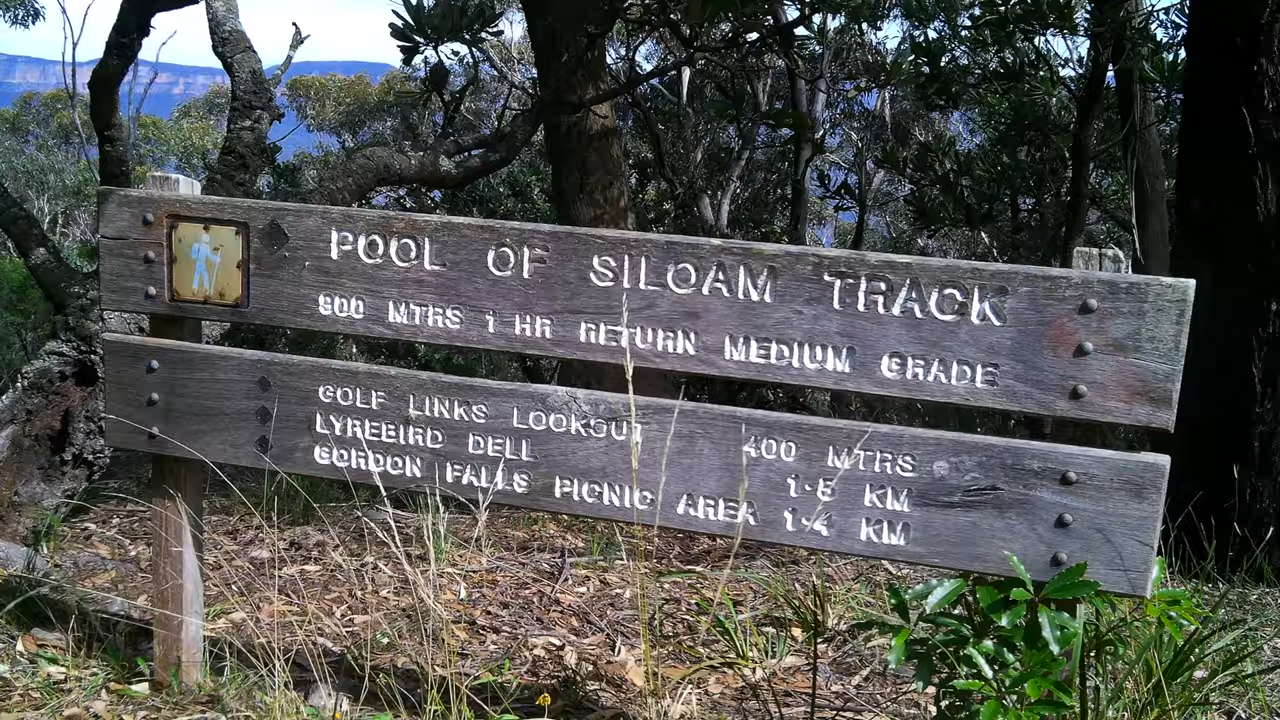 POOL OF SILOAM TRACK
900 MTRS 1 HR RETURN MEDIUM GRADE
GOLF LINKS LOOKOUT 400 MTRS
LYREBIRD DELL 1·5 KM
GORDON FALLS PICNIC AREA 1·4 KM